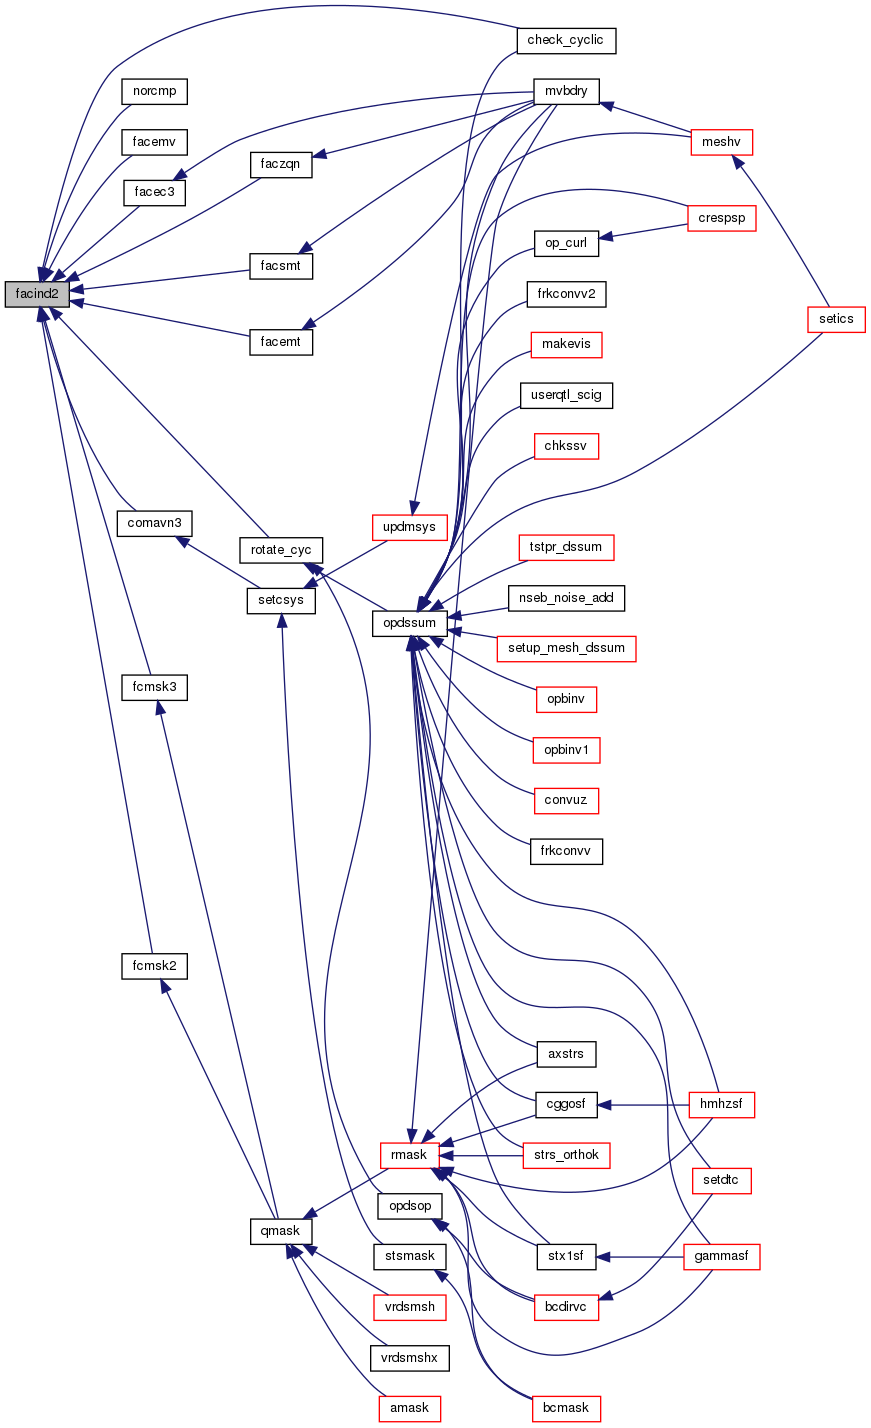 check_cyclic
norcmp
mvbdry
facemv
meshv
faczqn
facec3
crespsp
op_curl
facsmt
facind2
frkconvv2
setics
facemt
makevis
userqtl_scig
chkssv
comavn3
updmsys
rotate_cyc
tstpr_dssum
setcsys
nseb_noise_add
opdssum
setup_mesh_dssum
fcmsk3
opbinv
opbinv1
convuz
frkconvv
fcmsk2
axstrs
cggosf
hmhzsf
rmask
strs_orthok
setdtc
opdsop
qmask
stsmask
stx1sf
gammasf
vrdsmsh
bcdirvc
vrdsmshx
amask
bcmask